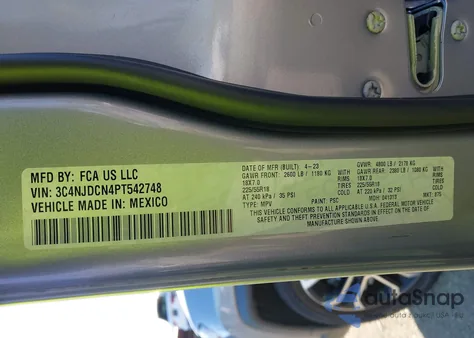 MFD BY: FCA US LLC
VIN: 3C4NJDCN4PT542748
VEHICLE MADE IN: MEXICO
DATE OF MFR (BUILT): 4-23 GVWR: 4800 LB / 2176 KG
GAWR FRONT: 2600 LB / 1180 KG GAWR REAR: 2380 LB / 1080 KG
18X7.0 18X7.0
225/55R18 225/55R18
AT 240 kPa / 35 PSI COLD AT 220 kPa / 32 PSI COLD
TYPE: MPV PAINT: PSC MDH: 041313
THIS VEHICLE CONFORMS TO ALL APPLICABLE U.S.A. FEDERAL MOTOR VEHICLE
SAFETY, BUMPER, AND THEFT PREVENTION STANDARDS IN EFFECT ON THE DATE OF
MANUFACTURE SHOWN ABOVE.
autoSnap